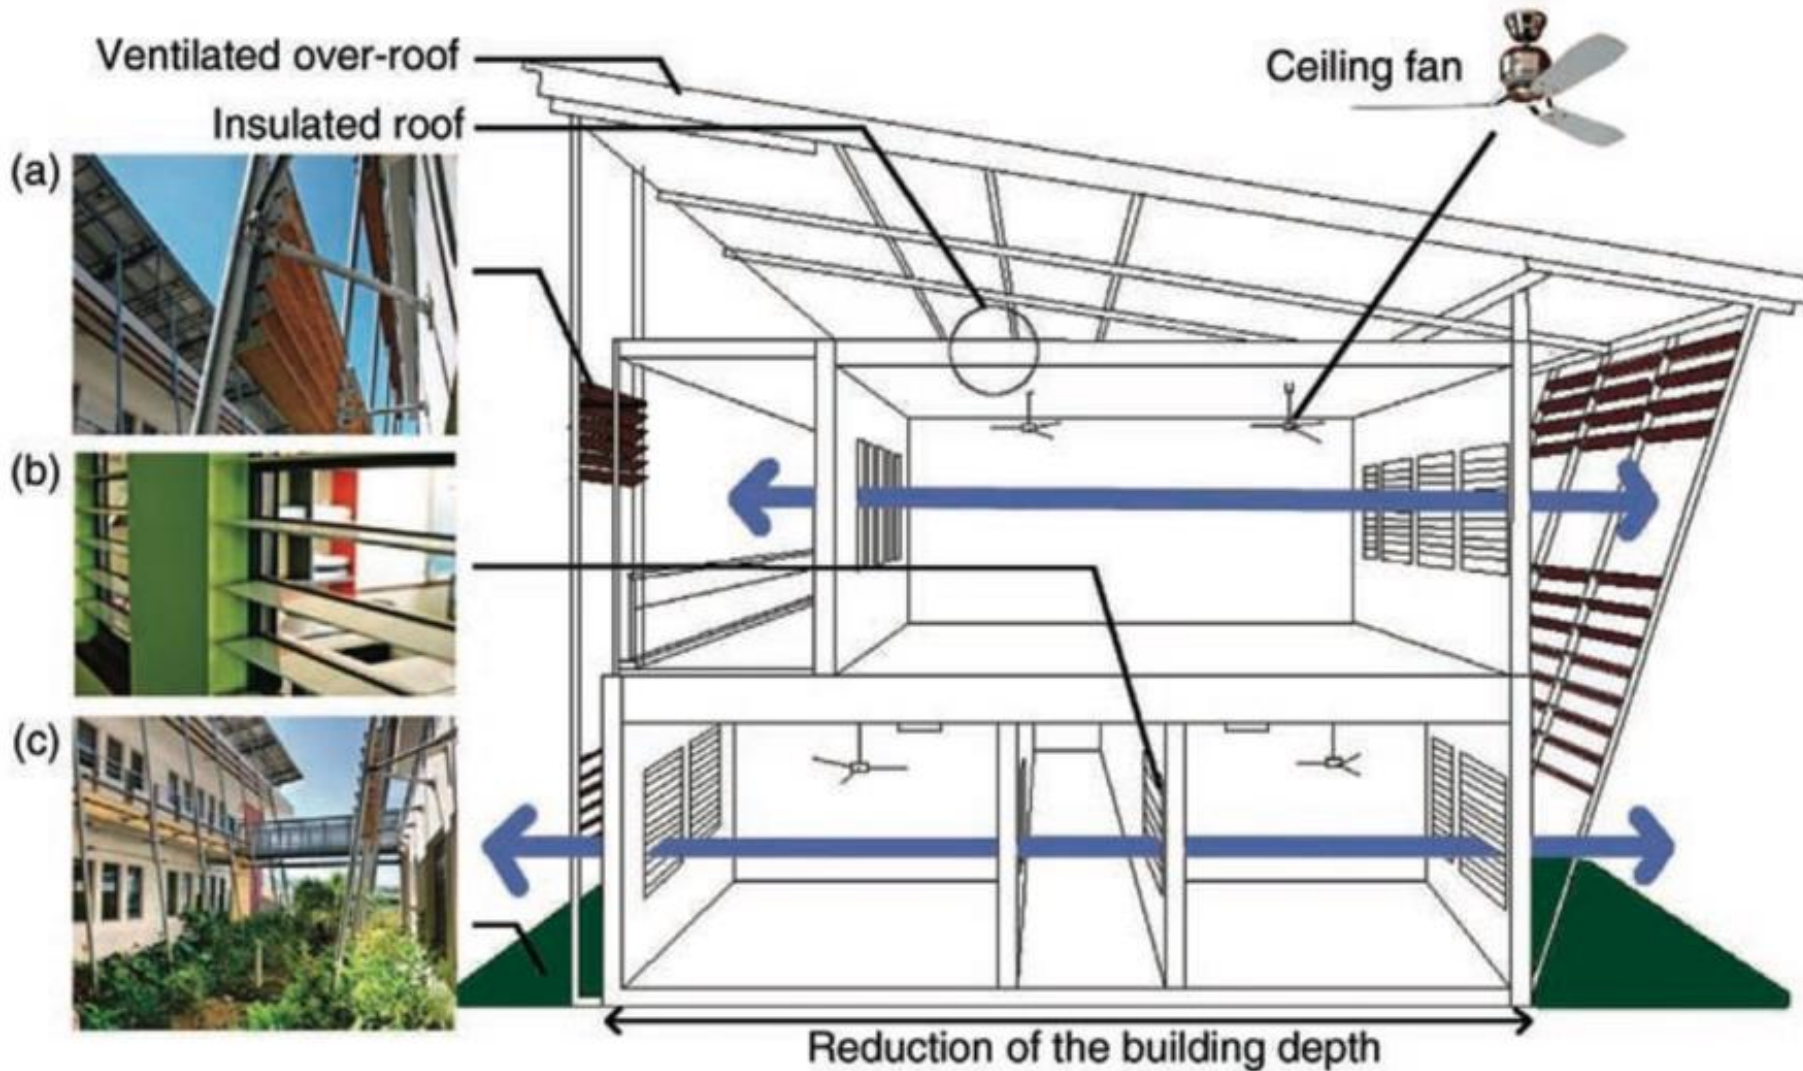 Ventilated over-roof
Ceiling fan
Insulated roof
(a)
(b)
(c)
Reduction of the building depth